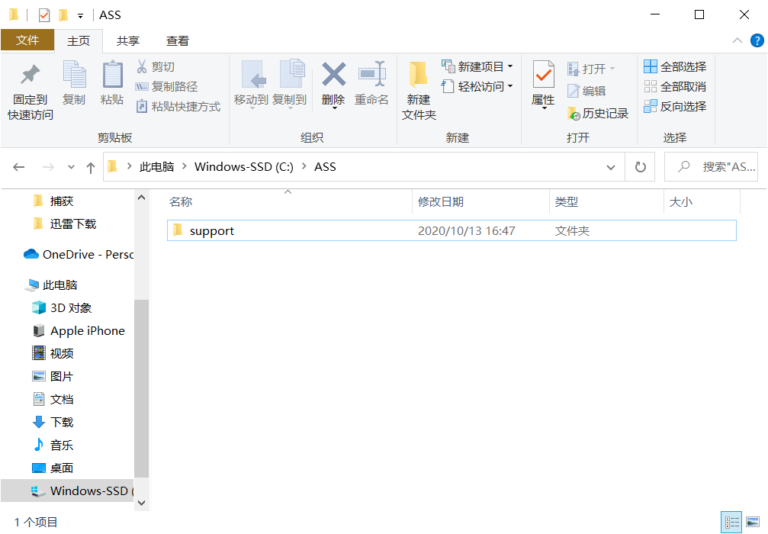 ASS
文件 主页 共享 查看
固定到快速访问
复制
粘贴
剪切
复制路径
粘贴快捷方式
剪贴板
移动到
复制到
删除
重命名
组织
新建文件夹
新建项目
轻松访问
新建
属性
打开
编辑
历史记录
打开
全部选择
全部取消
反向选择
选择
此电脑 Windows-SSD (C:) ASS
搜索"AS...
捕获
迅雷下载
OneDrive - Perso
此电脑
3D 对象
Apple iPhone
视频
图片
文档
下载
音乐
桌面
Windows-SSD (
名称 修改日期 类型 大小
support 2020/10/13 16:47 文件夹
1 个项目